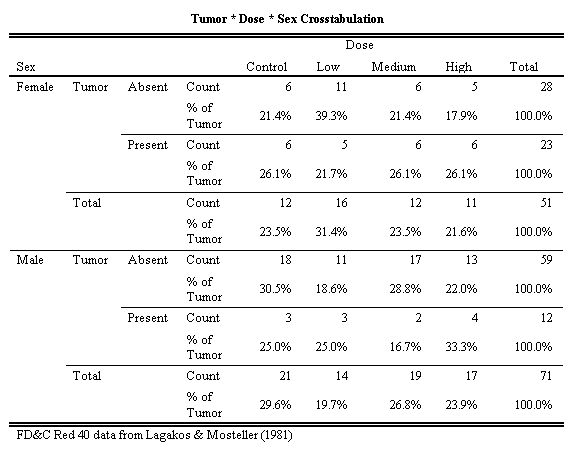 Tumor * Dose * Sex Crosstabulation
Dose
Sex Control Low Medium High Total
Female Tumor Absent Count 6 11 6 5 28
% of Tumor 21.4% 39.3% 21.4% 17.9% 100.0%
Present Count 6 5 6 6 23
% of Tumor 26.1% 21.7% 26.1% 26.1% 100.0%
Total Count 12 16 12 11 51
% of Tumor 23.5% 31.4% 23.5% 21.6% 100.0%
Male Tumor Absent Count 18 11 17 13 59
% of Tumor 30.5% 18.6% 28.8% 22.0% 100.0%
Present Count 3 3 2 4 12
% of Tumor 25.0% 25.0% 16.7% 33.3% 100.0%
Total Count 21 14 19 17 71
% of Tumor 29.6% 19.7% 26.8% 23.9% 100.0%
FD&C Red 40 data from Lagakos & Mosteller (1981)